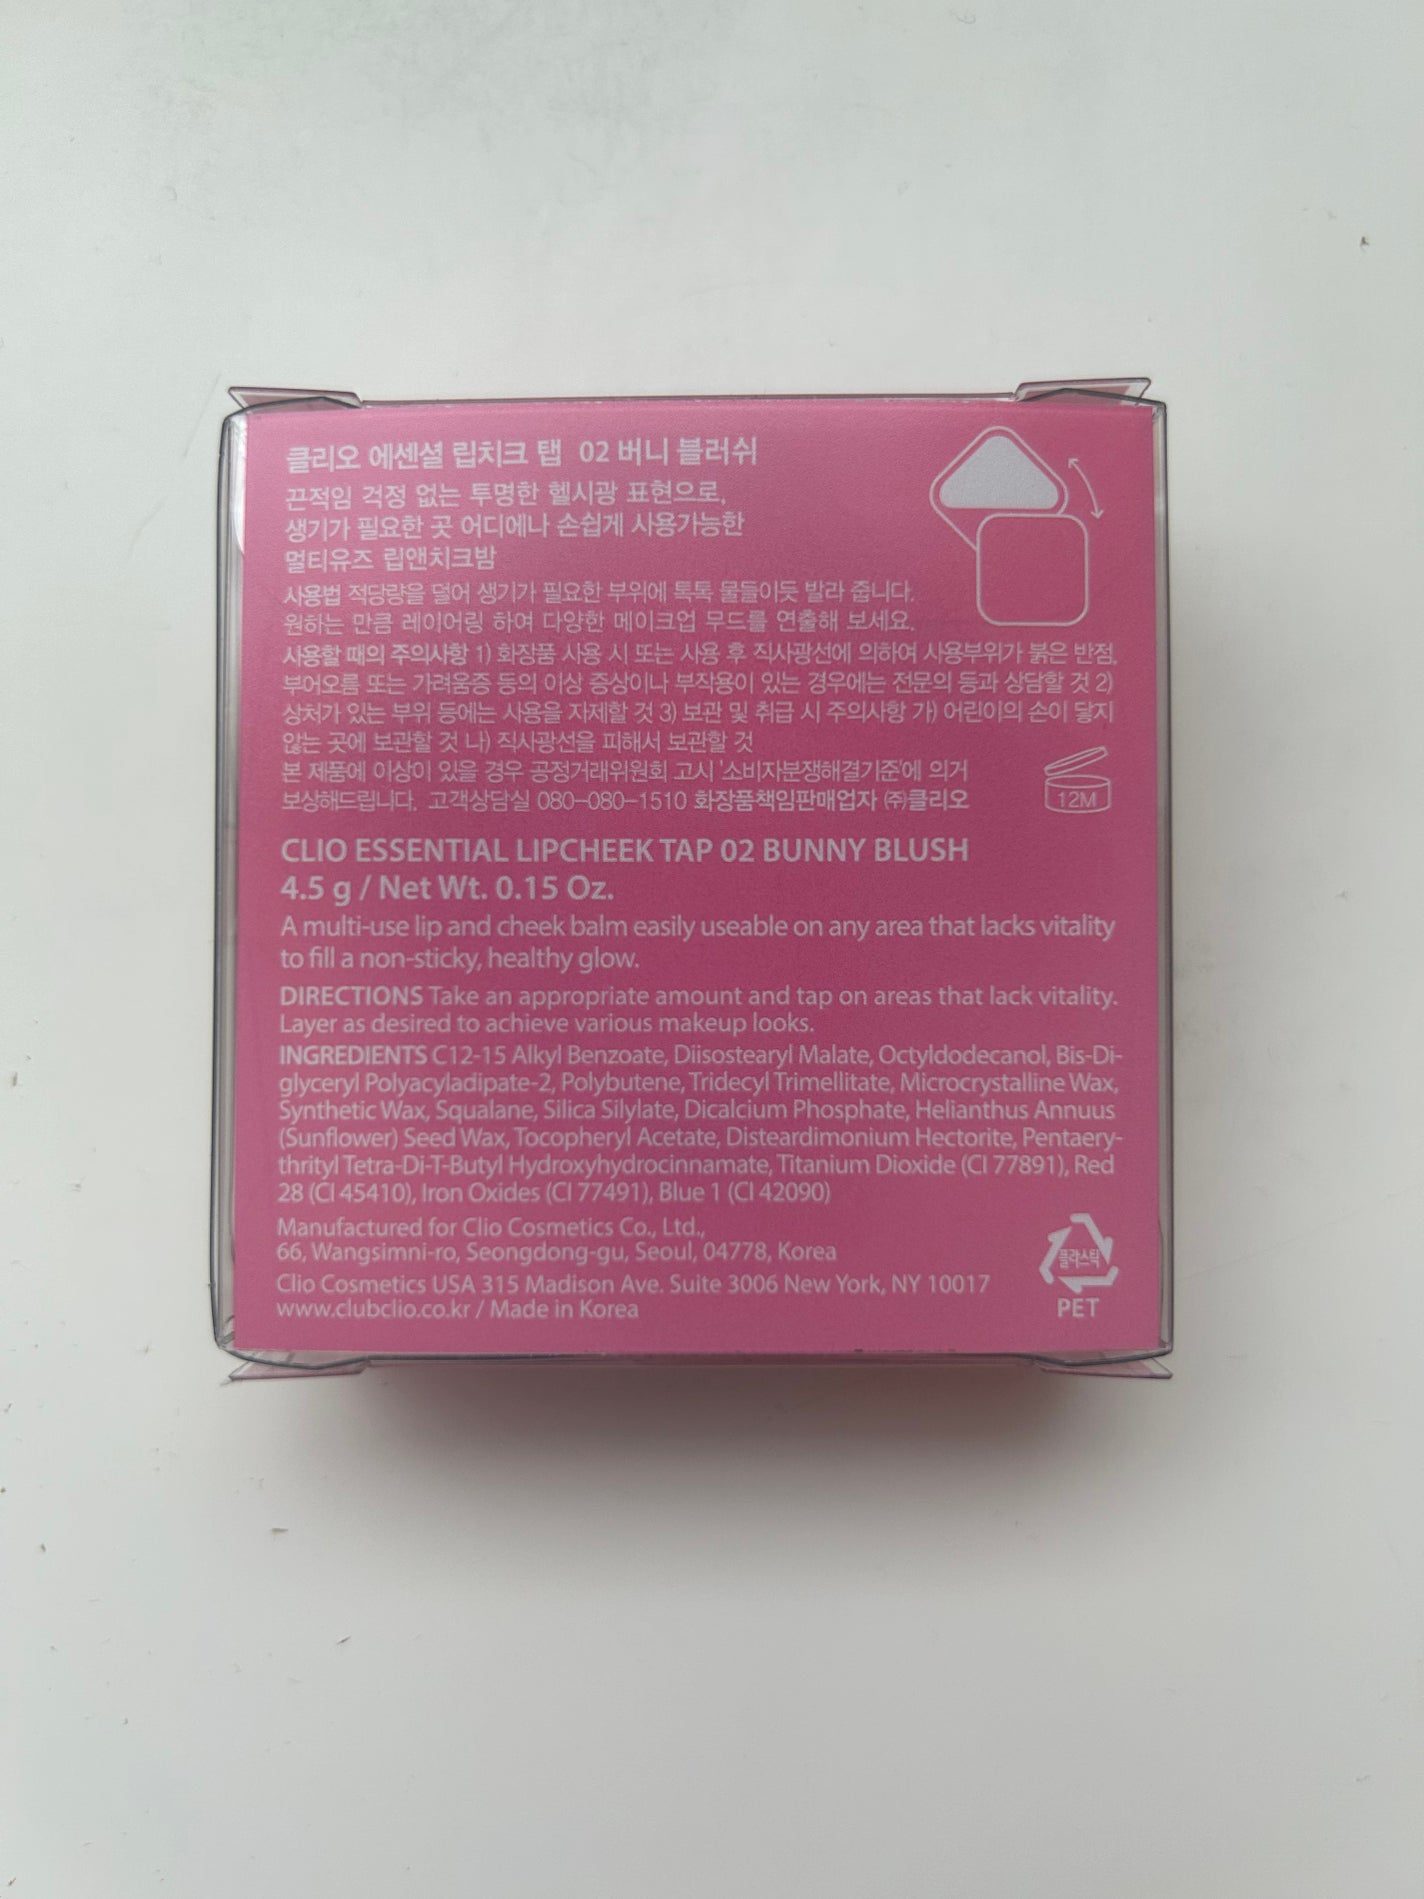 클리오 에센셜 립치크 탭 02 버니 블러쉬
끈적임 걱정 없는 투명한 헬시광 표현으로,
생기가 필요한 곳 어디에나 손쉽게 사용가능한
멀티유즈 립앤치크밤
사용법 적당량을 덜어 생기가 필요한 부위에 톡톡 물들이듯 발라 줍니다.
원하는 만큼 레이어링 하여 다양한 메이크업 무드를 연출해 보세요.
사용할 때의 주의사항 1) 화장품 사용 시 또는 사용 후 직사광선에 의하여 사용부위가 붉은 반점,
부어오름 또는 가려움증 등의 이상 증상이나 부작용이 있는 경우에는 전문의 등과 상담할 것 2)
상처가 있는 부위 등에는 사용을 자제할 것 3) 보관 및 취급 시 주의사항 가) 어린이의 손이 닿지
않는 곳에 보관할 것 나) 직사광선을 피해서 보관할 것
본 제품에 이상이 있을 경우 공정거래위원회 고시 '소비자분쟁해결기준'에 의거
보상해드립니다. 고객상담실 080-080-1510 화장품책임판매업자 ㈜클리오
12M
CLIO ESSENTIAL LIPCHEEK TAP 02 BUNNY BLUSH
4.5 g / Net Wt. 0.15 Oz.
A multi-use lip and cheek balm easily useable on any area that lacks vitality
to fill a non-sticky, healthy glow.
DIRECTIONS Take an appropriate amount and tap on areas that lack vitality.
Layer as desired to achieve various makeup looks.
INGREDIENTS C12-15 Alkyl Benzoate, Diisostearyl Malate, Octyldodecanol, Bis-Di-
glyceryl Polyacyladipate-2, Polybutene, Tridecyl Trimellitate, Microcrystalline Wax,
Synthetic Wax, Squalane, Silica Silylate, Dicalcium Phosphate, Helianthus Annuus
(Sunflower) Seed Wax, Tocopheryl Acetate, Disteardimonium Hectorite, Pentaery-
thrityl Tetra-Di-T-Butyl Hydroxyhydrocinnamate, Titanium Dioxide (CI 77891), Red
28 (CI 45410), Iron Oxides (CI 77491), Blue 1 (CI 42090)
Manufactured for Clio Cosmetics Co., Ltd.,
66, Wangsimni-ro, Seongdong-gu, Seoul, 04778, Korea
Clio Cosmetics USA 315 Madison Ave. Suite 3006 New York, NY 10017
www.clubclio.co.kr / Made in Korea
플라스틱
PET